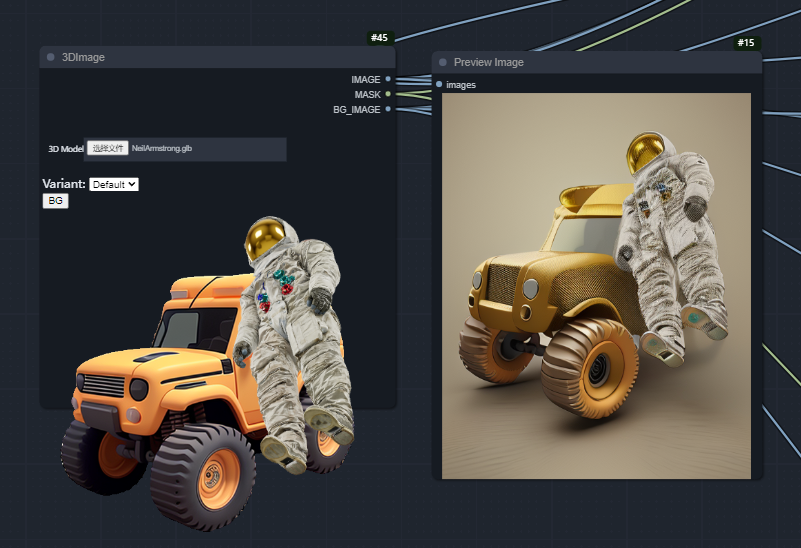 #45
3DImage
IMAGE
MASK
BG_IMAGE
3D Model 选择文件 NeilArmstrong.glb
Variant: Default
BG
#15
Preview Image
images